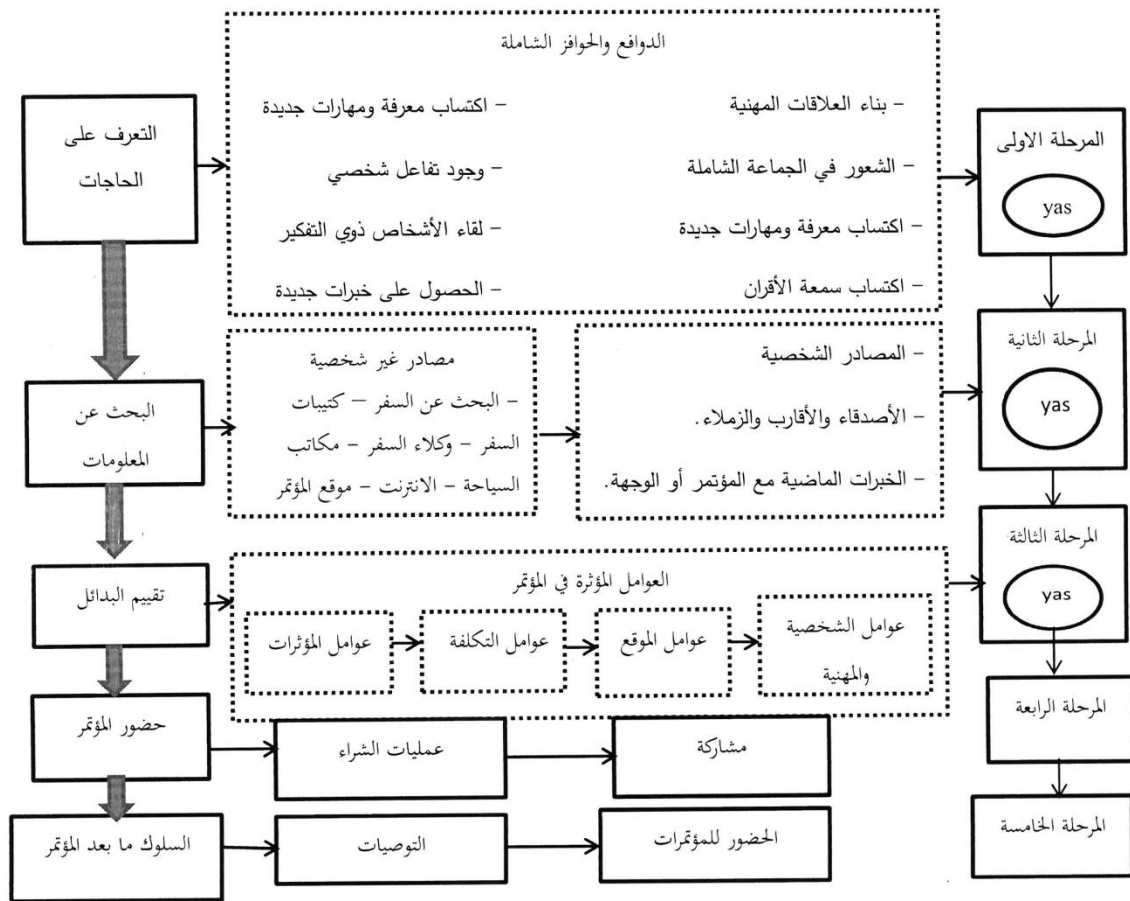 الدوافع والحوافز الشاملة
– بناء العلاقات المهنية
– الشعور في الجماعة الشاملة
– اكتساب معرفة ومهارات جديدة
– اكتساب سمعة الأقران
– اكتساب معرفة ومهارات جديدة
– وجود تفاعل شخصي
– لقاء الأشخاص ذوي التفكير
– الحصول على خبرات جديدة
التعرف على
الحاجات
المرحلة الاولى
yas
المرحلة الثانية
yas
– المصادر الشخصية
– الأصدقاء والأقارب والزملاء.
– الخبرات الماضية مع المؤتمر أو الوجهة.
مصادر غير شخصية
– البحث عن السفر – كتيبات
السفر – وكلاء السفر – مكاتب
السياحة – الانترنت – موقع المؤتمر
البحث عن
المعلومات
المرحلة الثالثة
yas
العوامل المؤثرة في المؤتمر
عوامل الشخصية
والمهنية
عوامل الموقع
عوامل التكلفة
عوامل المؤثرات
تقييم البدائل
المرحلة الرابعة
مشاركة
عمليات الشراء
حضور المؤتمر
المرحلة الخامسة
الحضور للمؤتمرات
التوصيات
السلوك ما بعد المؤتمر